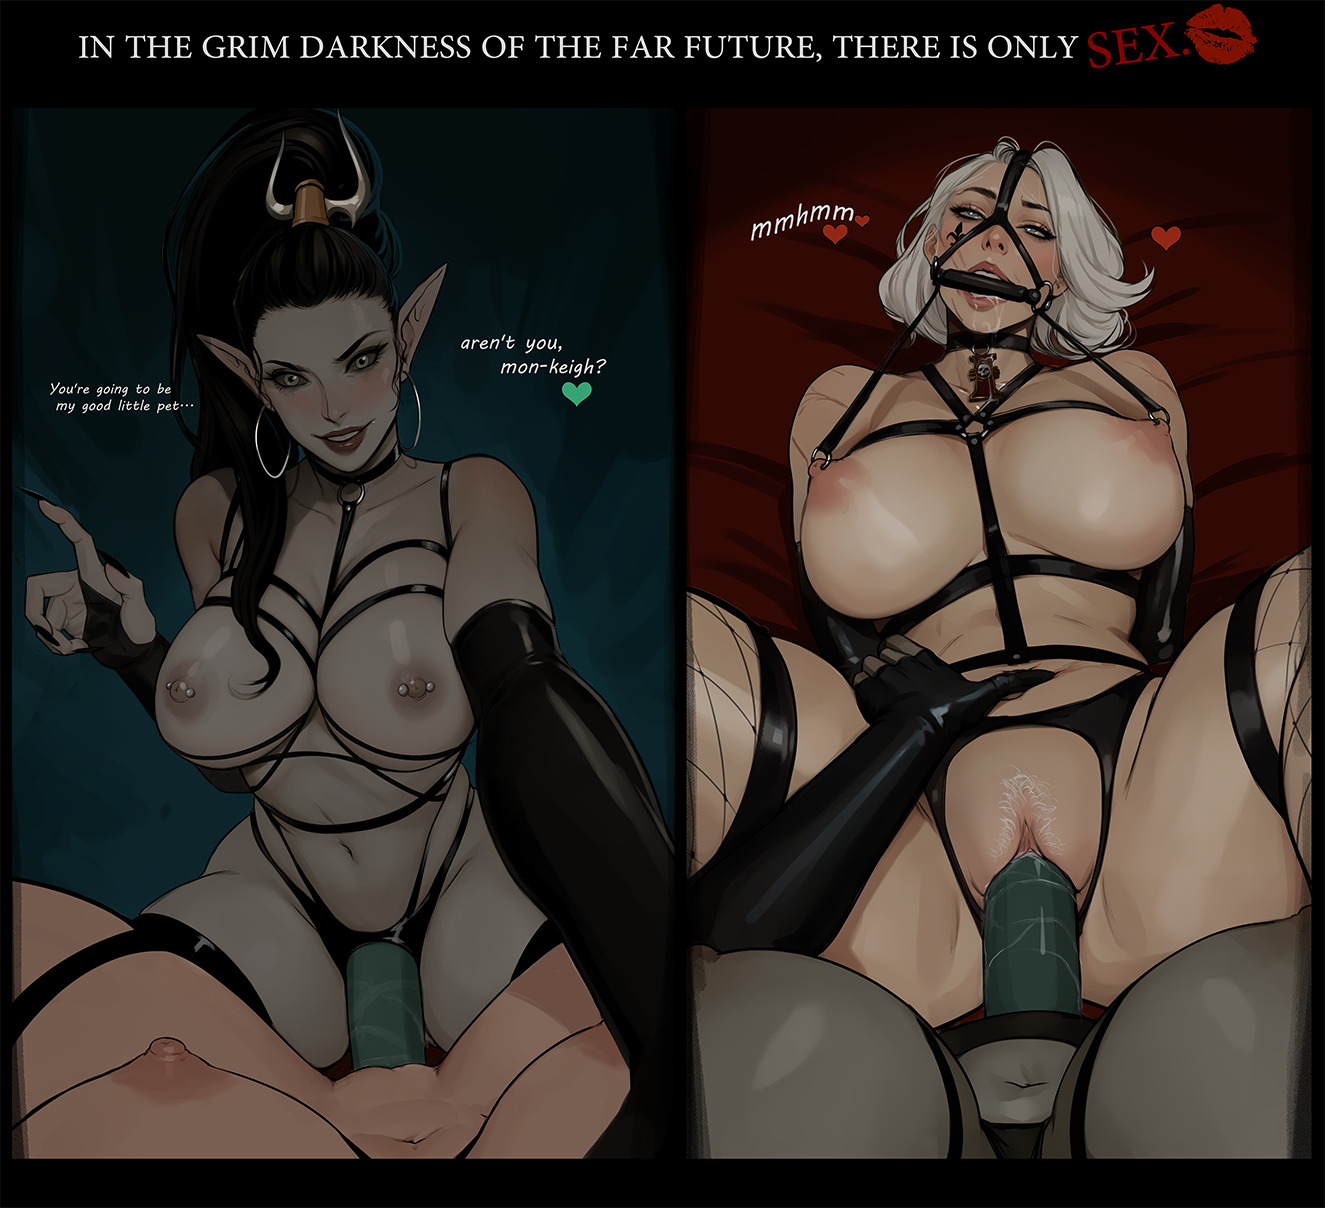 IN THE GRIM DARKNESS OF THE FAR FUTURE, THERE IS ONLY SEX.
You're going to be
my good little pet...
aren't you,
mon-keigh?
mmhmm